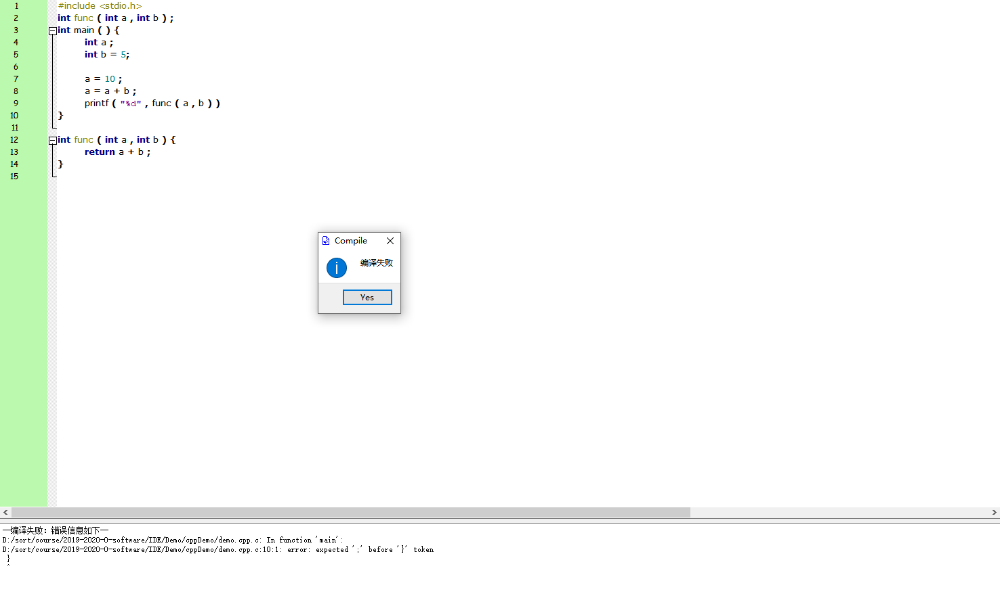 1 #include <stdio.h>
2 int func ( int a , int b ) ;
3 int main ( ) {
4 int a ;
5 int b = 5;
6
7 a = 10 ;
8 a = a + b ;
9 printf ( "%d" , func ( a , b ) )
10 }
11
12 int func ( int a , int b ) {
13 return a + b ;
14 }
15
Compile
编译失败
Yes
—编译失败：错误信息如下—
D:/sort/course/2019-2020-0-software/IDE/Demo/cppDemo/demo.cpp.c: In function 'main':
D:/sort/course/2019-2020-0-software/IDE/Demo/cppDemo/demo.cpp.c:10:1: error: expected ';' before '}' token
}
^